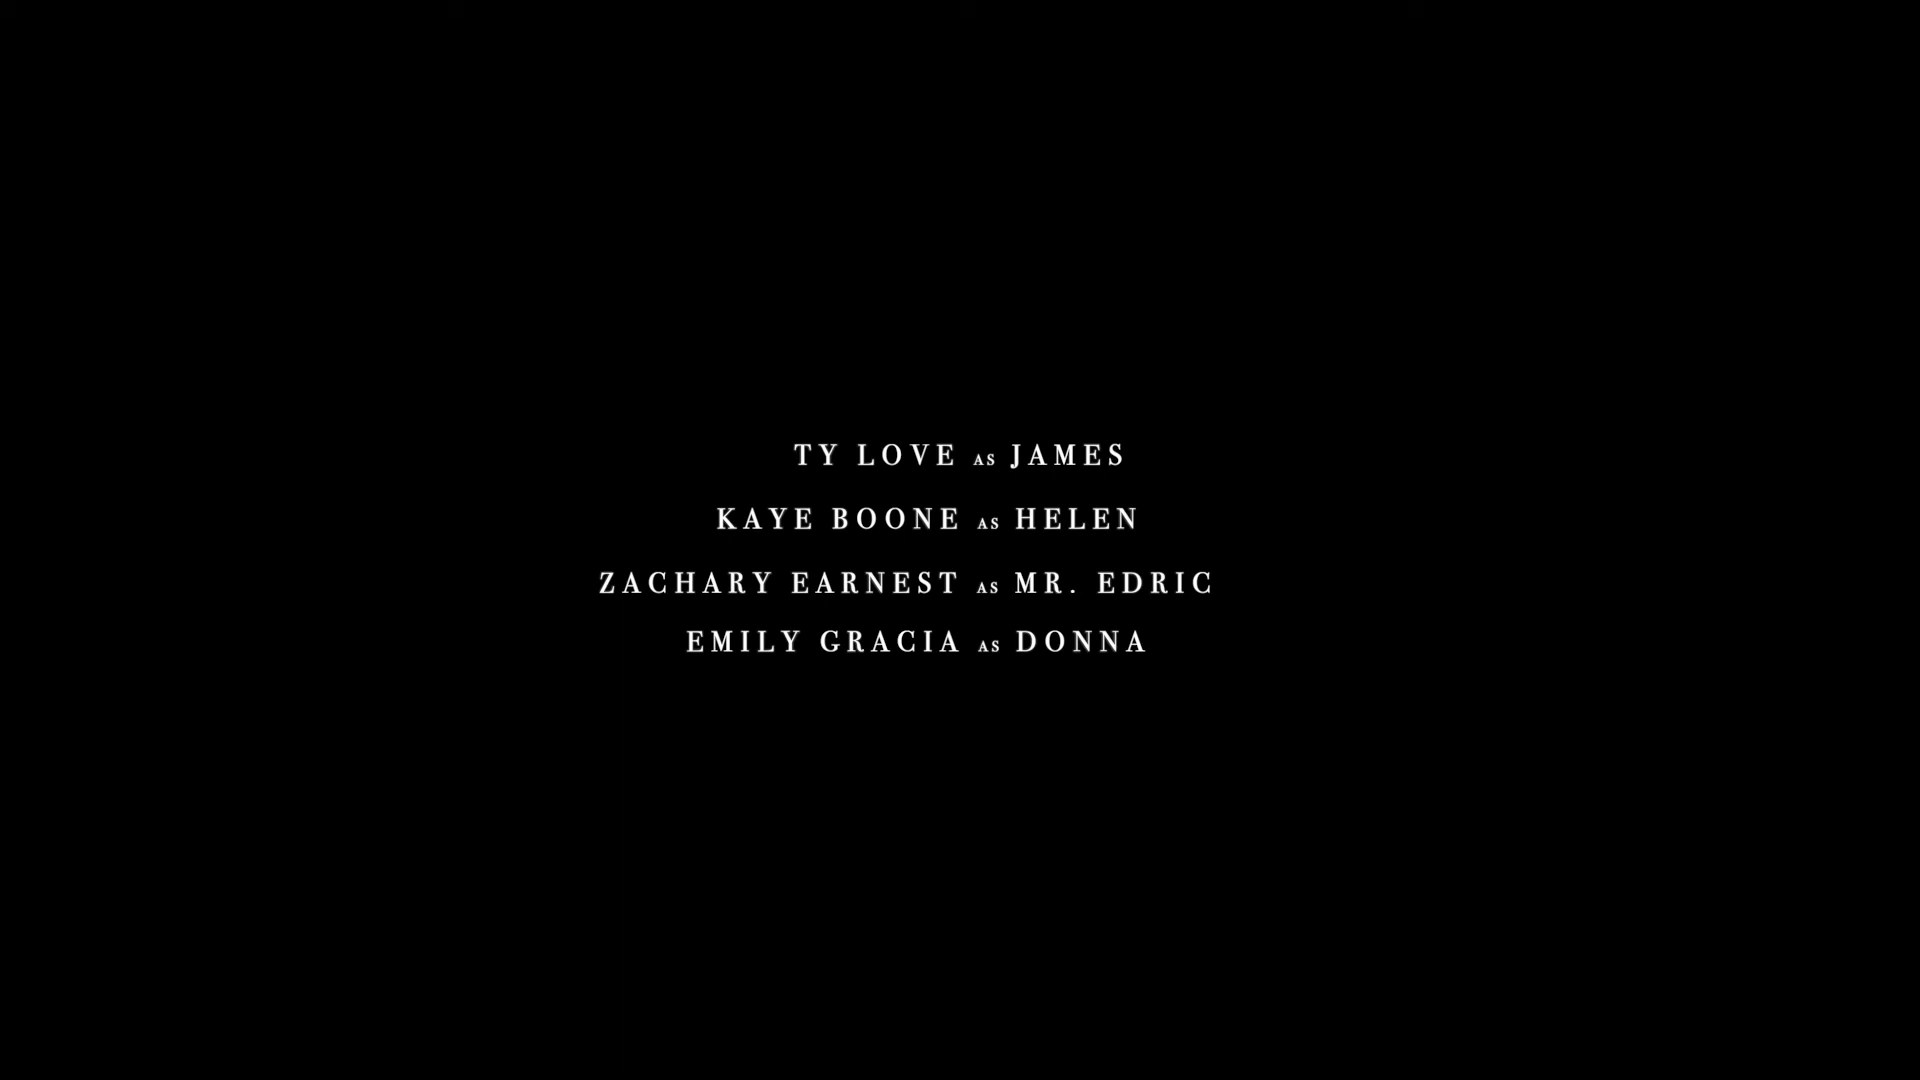 TY LOVE AS JAMES
KAYE BOONE AS HELEN
ZACHARY EARNEST AS MR. EDRIC
EMILY GRACIA AS DONNA